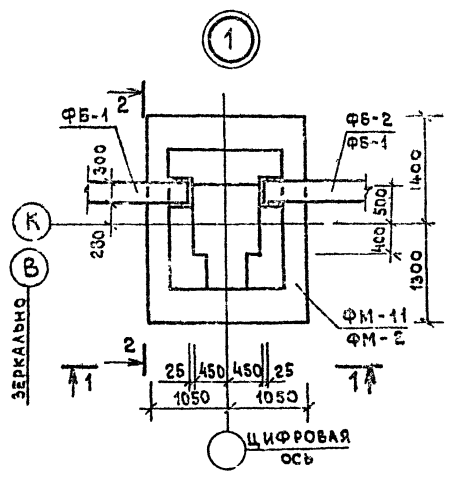 1
2
ФБ-1
ФБ-2
ФБ-1
300
1400
500
К
230
400
В
1300
ЗЕРКАЛЬНО
ФМ-11
ФМ-2
2
1
25 450 450 25
1
1050 1050
ЦИФРОВАЯ
ОСЬ